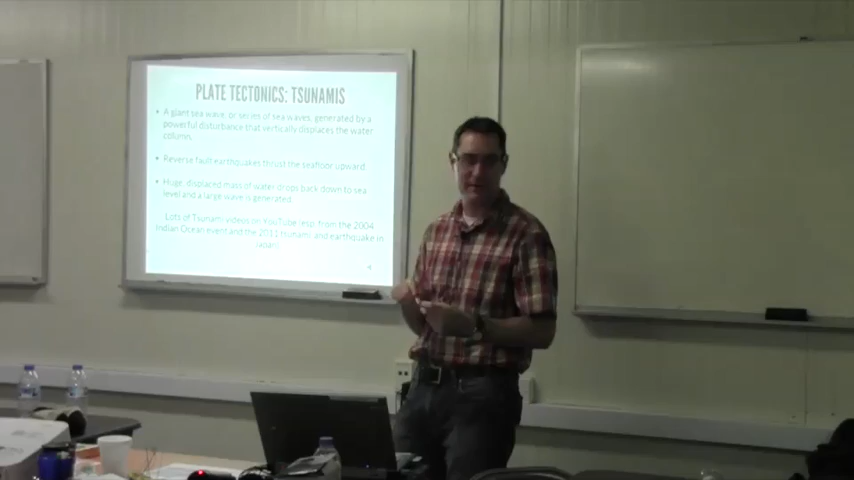 PLATE TECTONICS: TSUNAMIS
• A giant sea wave, or series of sea waves, generated by a
powerful disturbance that vertically displaces the water
column.
• Reverse fault earthquakes thrust the seafloor upward.
• Huge, displaced mass of water drops back down to sea
level and a large wave is generated.
Lots of Tsunami videos on YouTube (esp. from the 2004
Indian Ocean event and the 2011 tsunami and earthquake in
Japan)